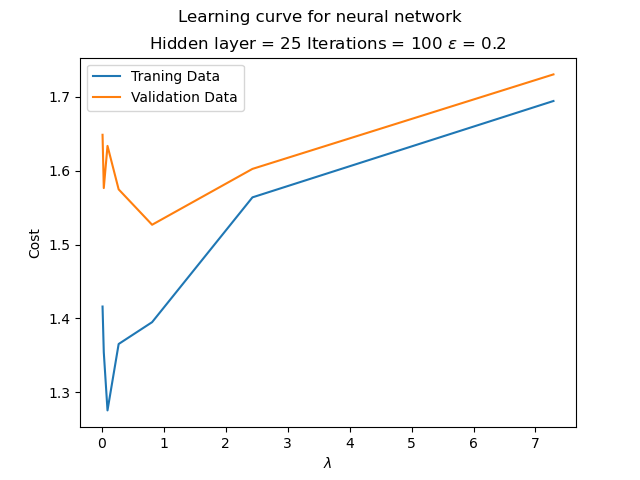 Learning curve for neural network
Hidden layer = 25 Iterations = 100 ε = 0.2
Traning Data
Validation Data
1.7
1.6
1.5
1.4
1.3
Cost
0 1 2 3 4 5 6 7
λ